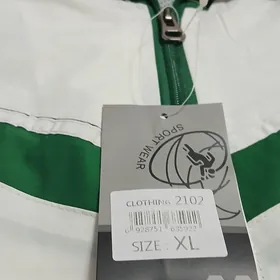 SPORT WEAR
CLOTHING 2102
SIZE: XL